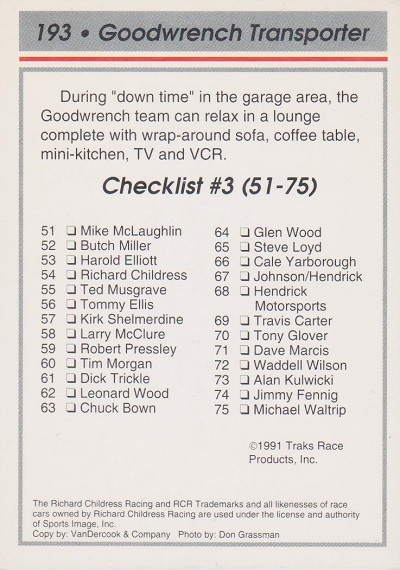 193 • Goodwrench Transporter
During "down time" in the garage area, the
Goodwrench team can relax in a lounge
complete with wrap-around sofa, coffee table,
mini-kitchen, TV and VCR.
Checklist #3 (51-75)
51 ❑ Mike McLaughlin
52 ❑ Butch Miller
53 ❑ Harold Elliott
54 ❑ Richard Childress
55 ❑ Ted Musgrave
56 ❑ Tommy Ellis
57 ❑ Kirk Shelmerdine
58 ❑ Larry McClure
59 ❑ Robert Pressley
60 ❑ Tim Morgan
61 ❑ Dick Trickle
62 ❑ Leonard Wood
63 ❑ Chuck Bown
64 ❑ Glen Wood
65 ❑ Steve Loyd
66 ❑ Cale Yarborough
67 ❑ Johnson/Hendrick
68 ❑ Hendrick
Motorsports
69 ❑ Travis Carter
70 ❑ Tony Glover
71 ❑ Dave Marcis
72 ❑ Waddell Wilson
73 ❑ Alan Kulwicki
74 ❑ Jimmy Fennig
75 ❑ Michael Waltrip
©1991 Traks Race
Products, Inc.
The Richard Childress Racing and RCR Trademarks and all likenesses of race
cars owned by Richard Childress Racing are used under the license and authority
of Sports Image, Inc.
Copy by: VanDercook & Company Photo by: Don Grassman